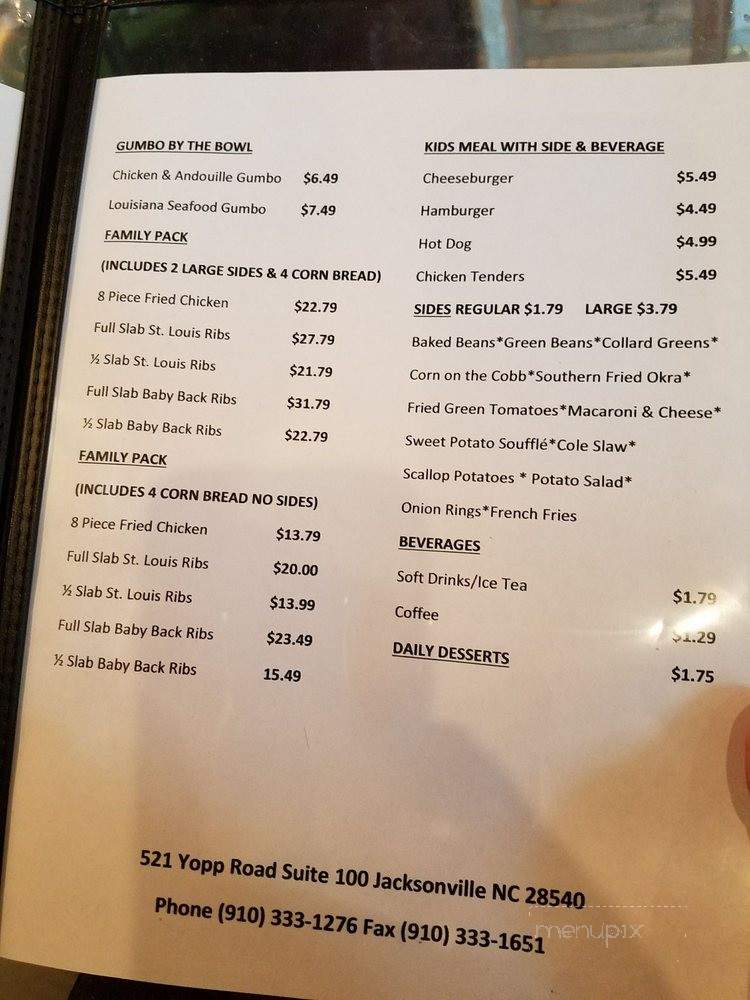 GUMBO BY THE BOWL
Chicken & Andouille Gumbo $6.49
Louisiana Seafood Gumbo $7.49
FAMILY PACK
(INCLUDES 2 LARGE SIDES & 4 CORN BREAD)
8 Piece Fried Chicken $22.79
Full Slab St. Louis Ribs $27.79
½ Slab St. Louis Ribs $21.79
Full Slab Baby Back Ribs $31.79
½ Slab Baby Back Ribs $22.79
FAMILY PACK
(INCLUDES 4 CORN BREAD NO SIDES)
8 Piece Fried Chicken $13.79
Full Slab St. Louis Ribs $20.00
½ Slab St. Louis Ribs $13.99
Full Slab Baby Back Ribs $23.49
½ Slab Baby Back Ribs 15.49
KIDS MEAL WITH SIDE & BEVERAGE
Cheeseburger $5.49
Hamburger $4.49
Hot Dog $4.99
Chicken Tenders $5.49
SIDES REGULAR $1.79 LARGE $3.79
Baked Beans*Green Beans*Collard Greens*
Corn on the Cobb*Southern Fried Okra*
Fried Green Tomatoes*Macaroni & Cheese*
Sweet Potato Soufflé*Cole Slaw*
Scallop Potatoes * Potato Salad*
Onion Rings*French Fries
BEVERAGES
Soft Drinks/Ice Tea $1.79
Coffee $1.29
DAILY DESSERTS $1.75
521 Yopp Road Suite 100 Jacksonville NC 28540
Phone (910) 333-1276 Fax (910) 333-1651
menupix